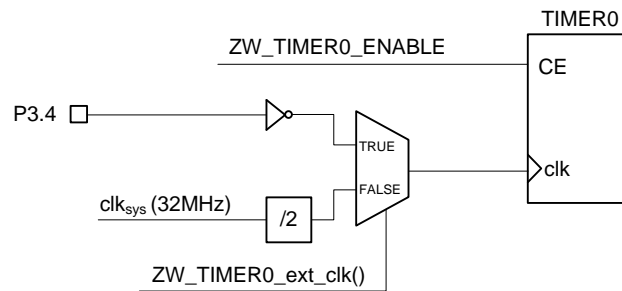 TIMER0
ZW_TIMER0_ENABLE
CE
P3.4
TRUE
clk
FALSE
clksys (32MHz)
/2
ZW_TIMER0_ext_clk()